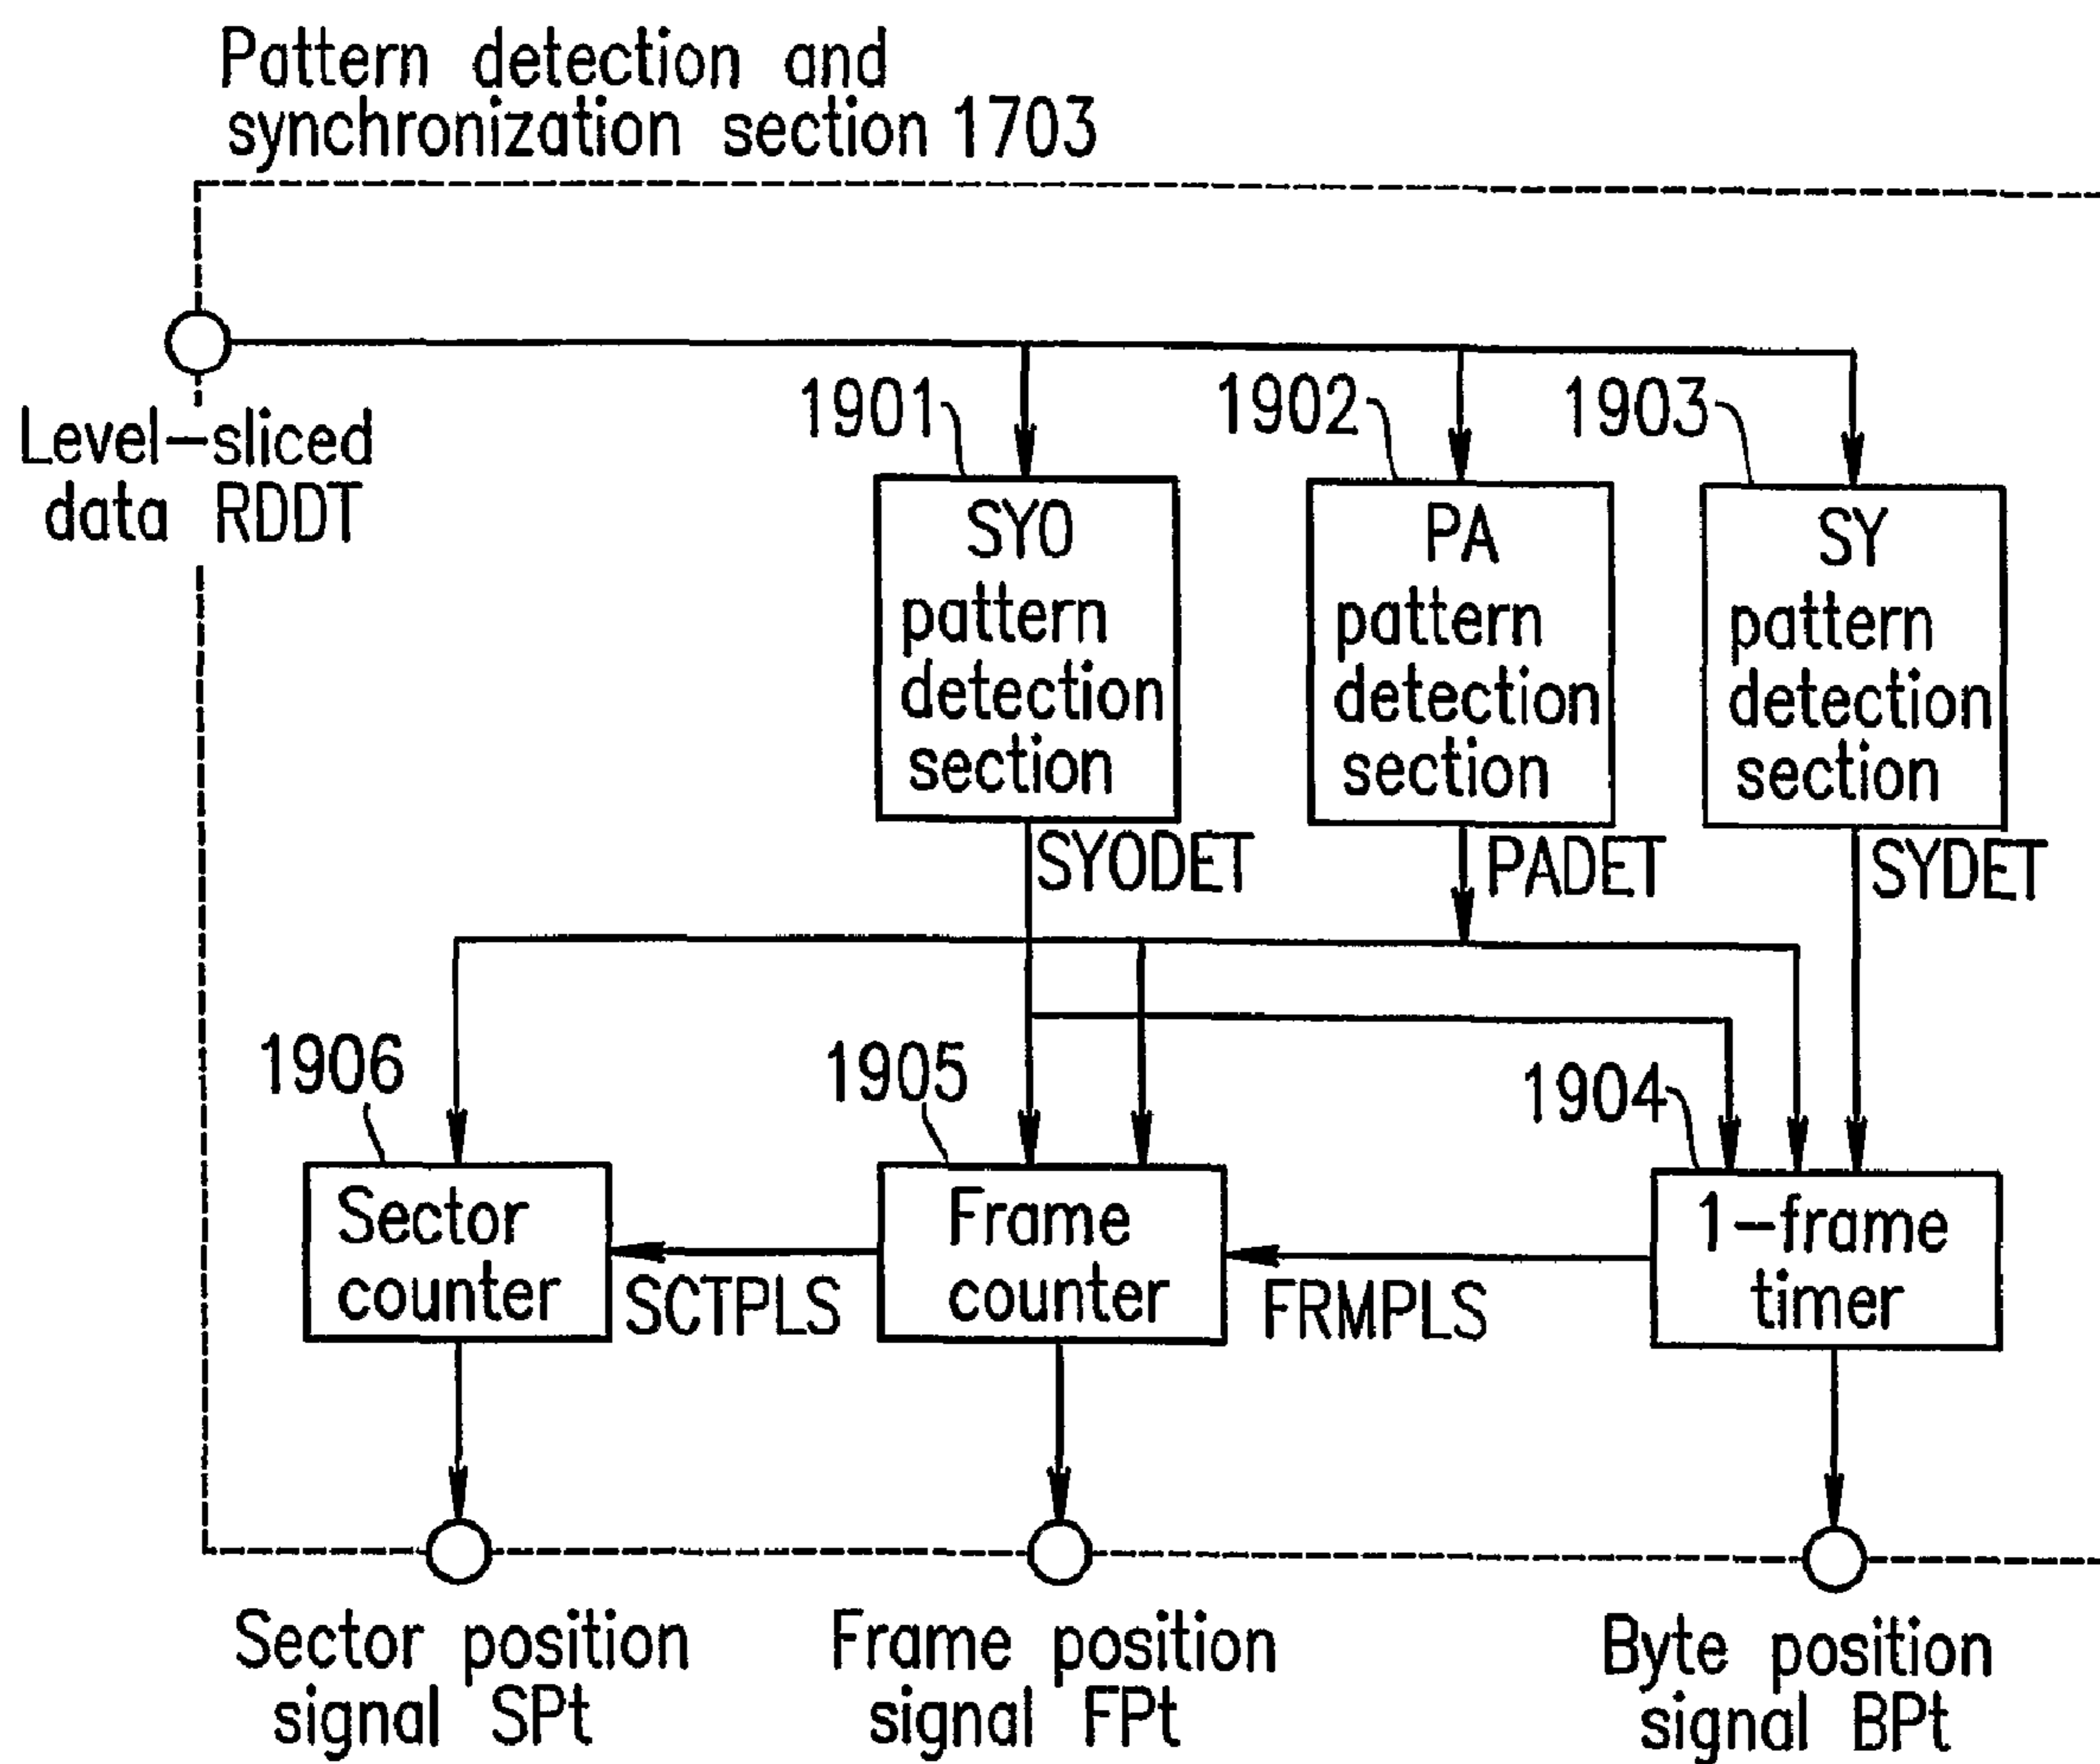 Pattern detection and
synchronization section 1703
Level-sliced
data RDDT
1901
1902
1903
SY0
pattern
detection
section
PA
pattern
detection
section
SY
pattern
detection
section
SY0DET
PADET
SYDET
1906
1905
1904
Sector
counter
SCTPLS
Frame
counter
FRMPLS
1-frame
timer
Sector position
signal SPt
Frame position
signal FPt
Byte position
signal BPt